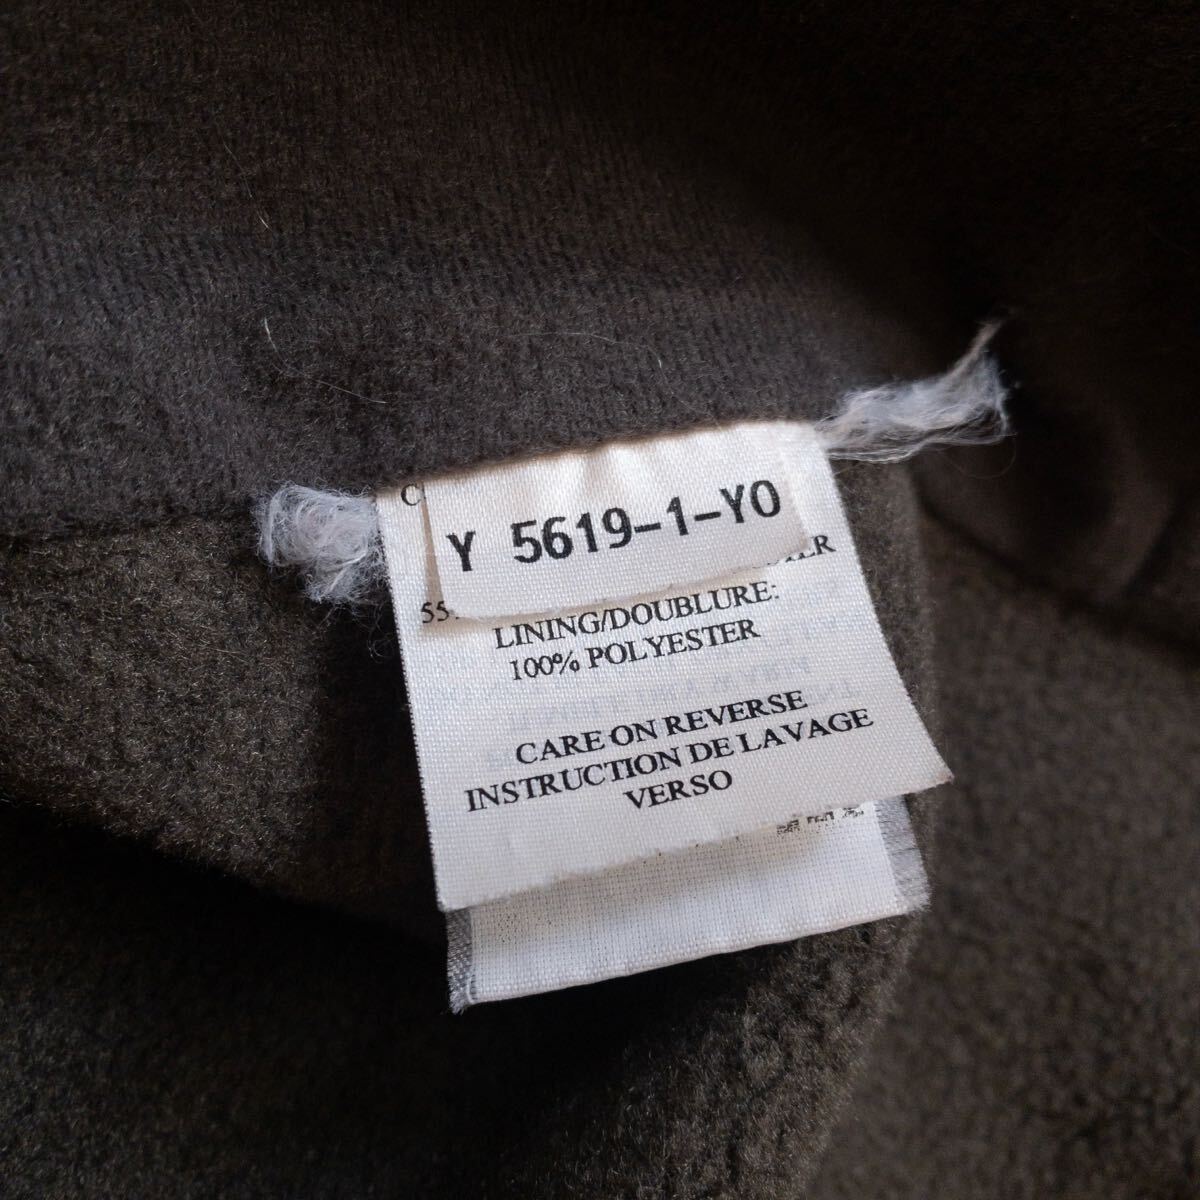 Y 5619-1-YO
LINING/DOUBLURE:
100% POLYESTER
CARE ON REVERSE
INSTRUCTION DE LAVAGE
VERSO